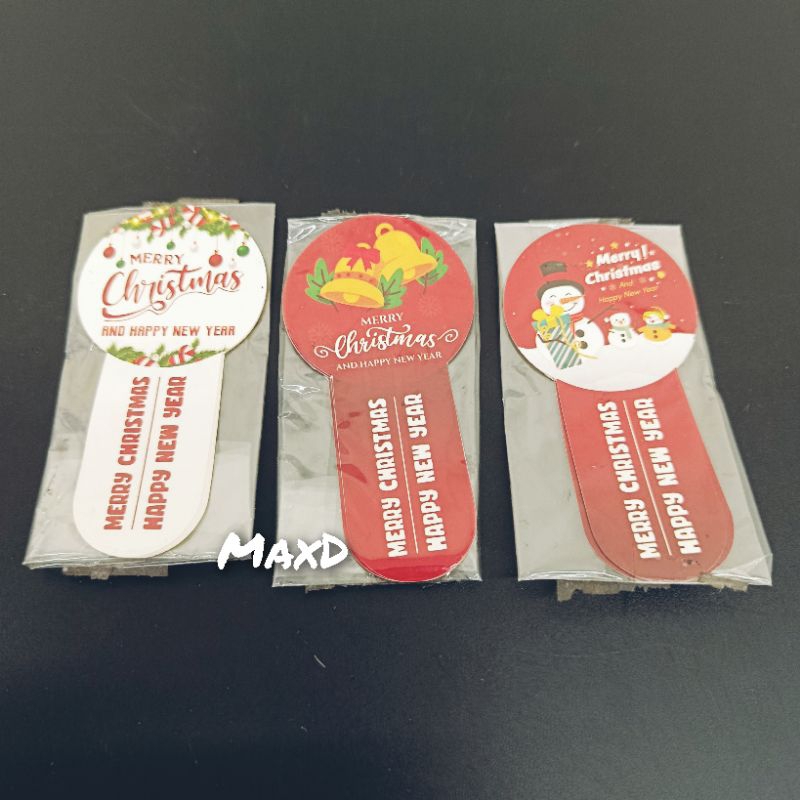 MERRY
Christmas
AND HAPPY NEW YEAR
MERRY CHRISTMAS
HAPPY NEW YEAR
MERRY
Christmas
AND HAPPY NEW YEAR
MERRY CHRISTMAS
HAPPY NEW YEAR
Merry!
Christmas
And
Happy New Year
MERRY CHRISTMAS
HAPPY NEW YEAR
MAXD